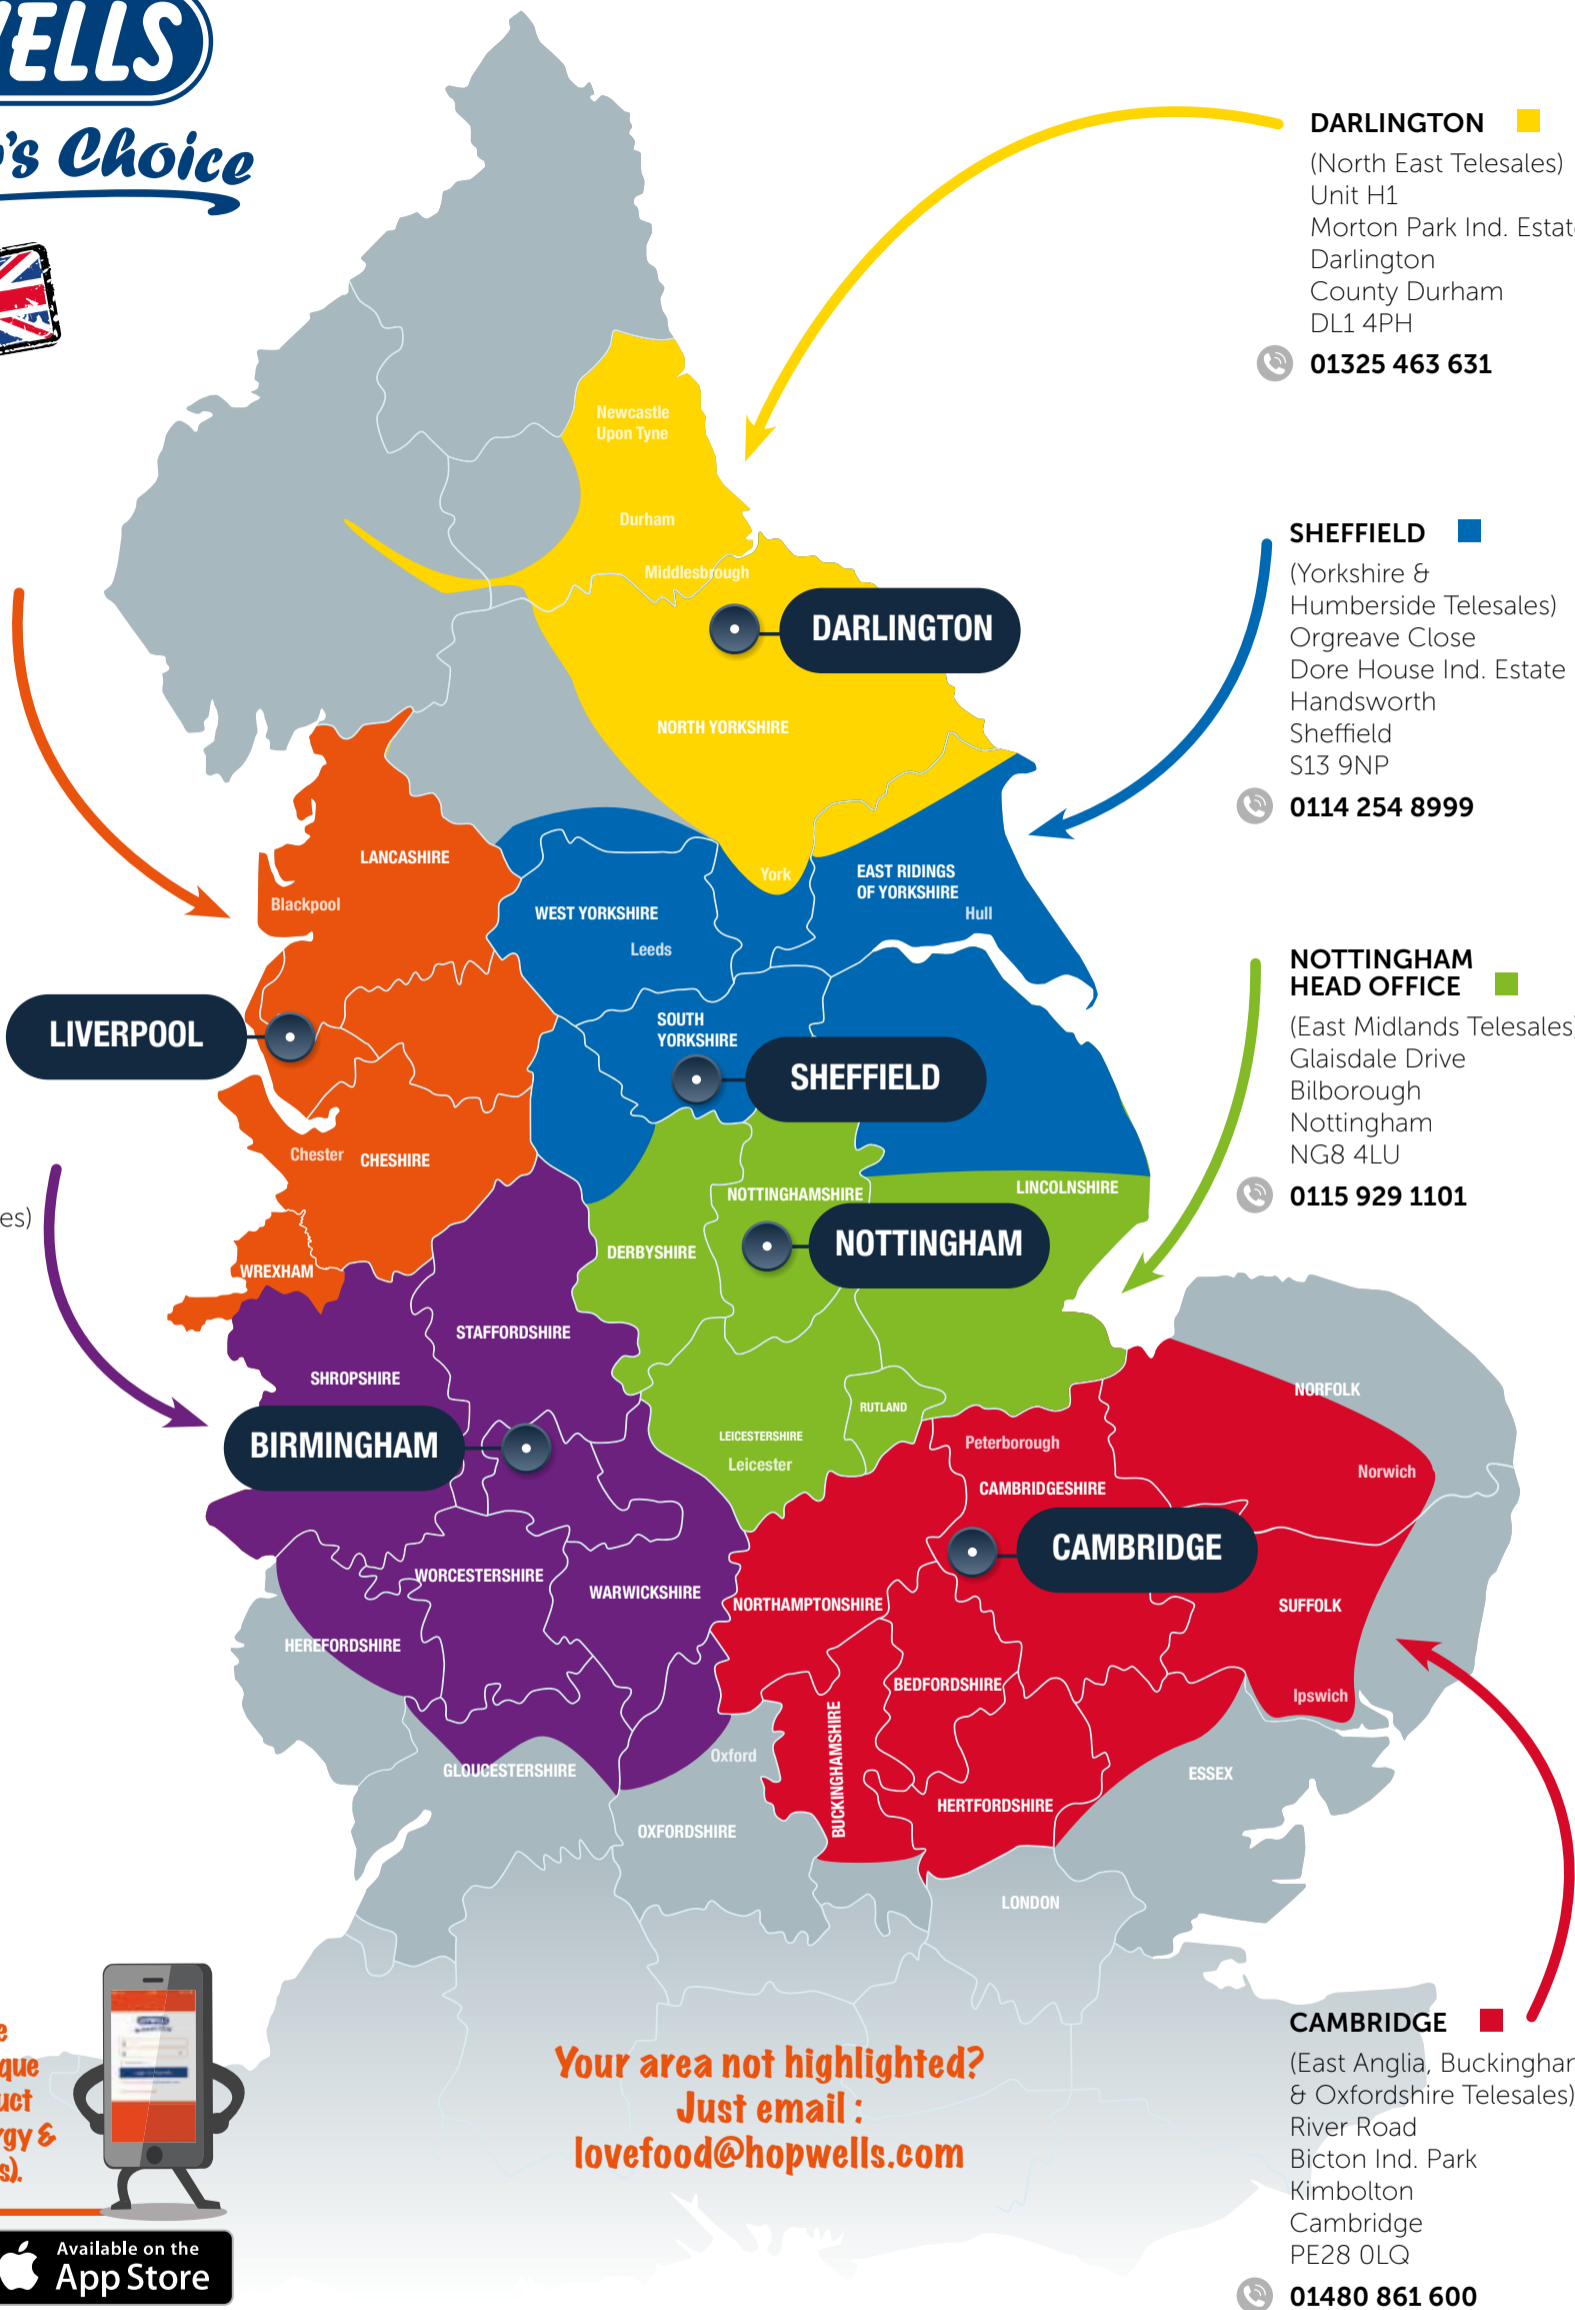 ELLS
's Choice
DARLINGTON
(North East Telesales)
Unit H1
Morton Park Ind. Estat
Darlington
County Durham
DL1 4PH
01325 463 631
SHEFFIELD
(Yorkshire &
Humberside Telesales)
Orgreave Close
Dore House Ind. Estate
Handsworth
Sheffield
S13 9NP
0114 254 8999
NOTTINGHAM
HEAD OFFICE
(East Midlands Telesales)
Glaisdale Drive
Bilborough
Nottingham
NG8 4LU
0115 929 1101
CAMBRIDGE
(East Anglia, Buckingham
& Oxfordshire Telesales)
River Road
Bicton Ind. Park
Kimbolton
Cambridge
PE28 0LQ
01480 861 600
Newcastle
Upon Tyne
Durham
Middlesbrough
DARLINGTON
NORTH YORKSHIRE
York
LANCASHIRE
Blackpool
WEST YORKSHIRE
Leeds
EAST RIDINGS
OF YORKSHIRE
Hull
LIVERPOOL
SOUTH
YORKSHIRE
SHEFFIELD
Chester
CHESHIRE
WREXHAM
NOTTINGHAMSHIRE
LINCOLNSHIRE
DERBYSHIRE
NOTTINGHAM
es)
STAFFORDSHIRE
SHROPSHIRE
BIRMINGHAM
LEICESTERSHIRE
Leicester
RUTLAND
NORFOLK
Norwich
Peterborough
CAMBRIDGESHIRE
CAMBRIDGE
WORCESTERSHIRE
WARWICKSHIRE
NORTHAMPTONSHIRE
SUFFOLK
HEREFORDSHIRE
BEDFORDSHIRE
Ipswich
BUCKINGHAMSHIRE
Oxford
GLOUCESTERSHIRE
ESSEX
HERTFORDSHIRE
OXFORDSHIRE
LONDON
e
que
uct
rgy &
s).
Available on the
App Store
Your area not highlighted?
Just email :
lovefood@hopwells.com